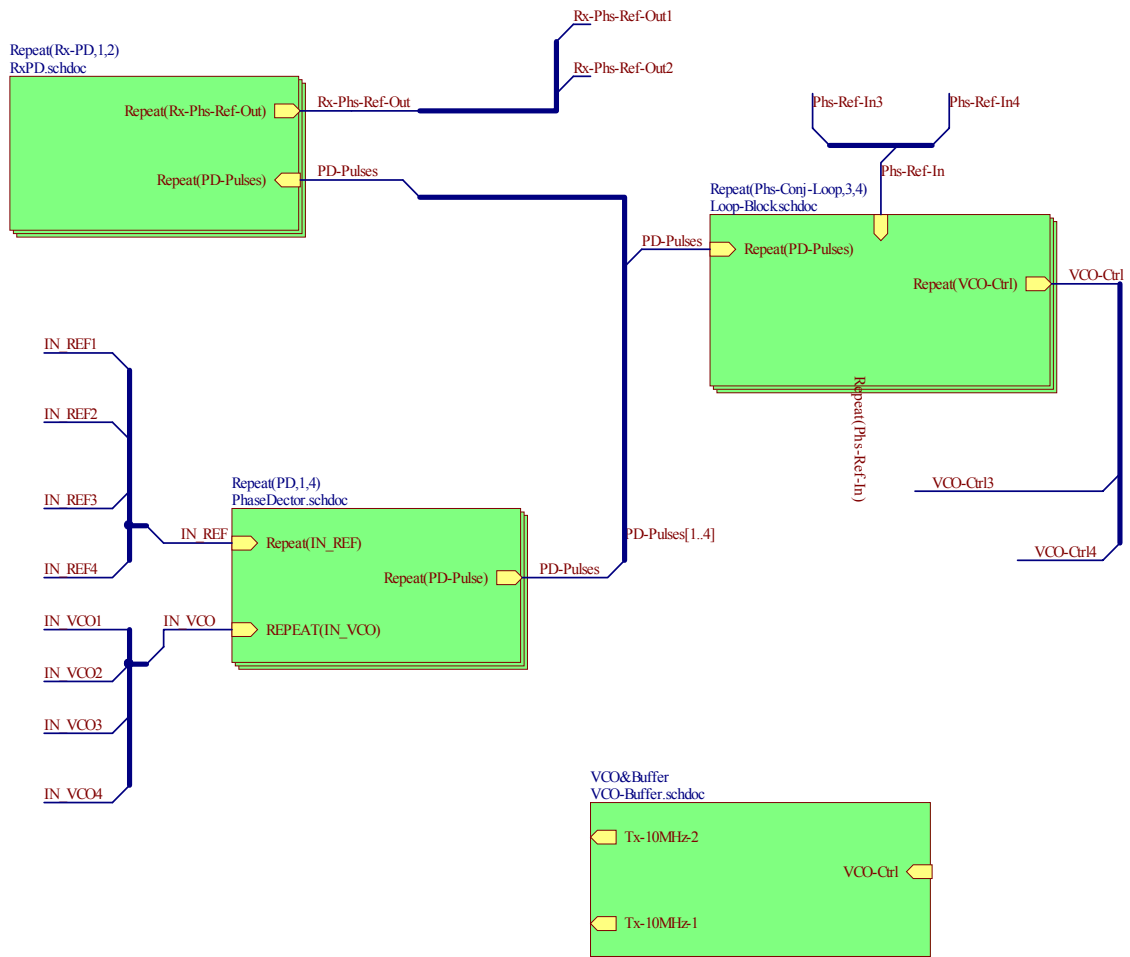 Rx-Phs-Ref-Out1
Repeat(Rx-PD,1,2)
RxPD.schdoc
Rx-Phs-Ref-Out2
Repeat(Rx-Phs-Ref-Out)
Rx-Phs-Ref-Out
Phs-Ref-In3
Phs-Ref-In4
Repeat(PD-Pulses)
PD-Pulses
Phs-Ref-In
Repeat(Phs-Conj-Loop,3,4)
Loop-Block.schdoc
PD-Pulses
Repeat(PD-Pulses)
Repeat(VCO-Ctrl)
VCO-Ctrl
Repeat(Phs-Ref-In)
IN_REF1
IN_REF2
IN_REF3
IN_REF4
Repeat(PD,1,4)
PhaseDector.schdoc
IN_REF
Repeat(IN_REF)
Repeat(PD-Pulse)
PD-Pulses
PD-Pulses[1..4]
VCO-Ctrl3
VCO-Ctrl4
IN_VCO1
IN_VCO
REPEAT(IN_VCO)
IN_VCO2
IN_VCO3
IN_VCO4
VCO&Buffer
VCO-Buffer.schdoc
Tx-10MHz-2
VCO-Ctrl
Tx-10MHz-1